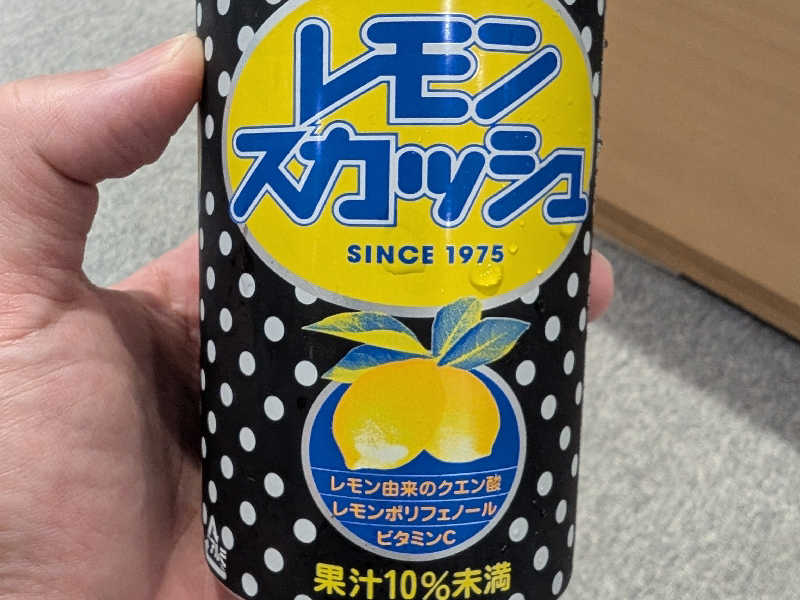 レモン
スカッシュ
SINCE 1975
レモン由来のクエン酸
レモンポリフェノール
ビタミンC
果汁10%未満